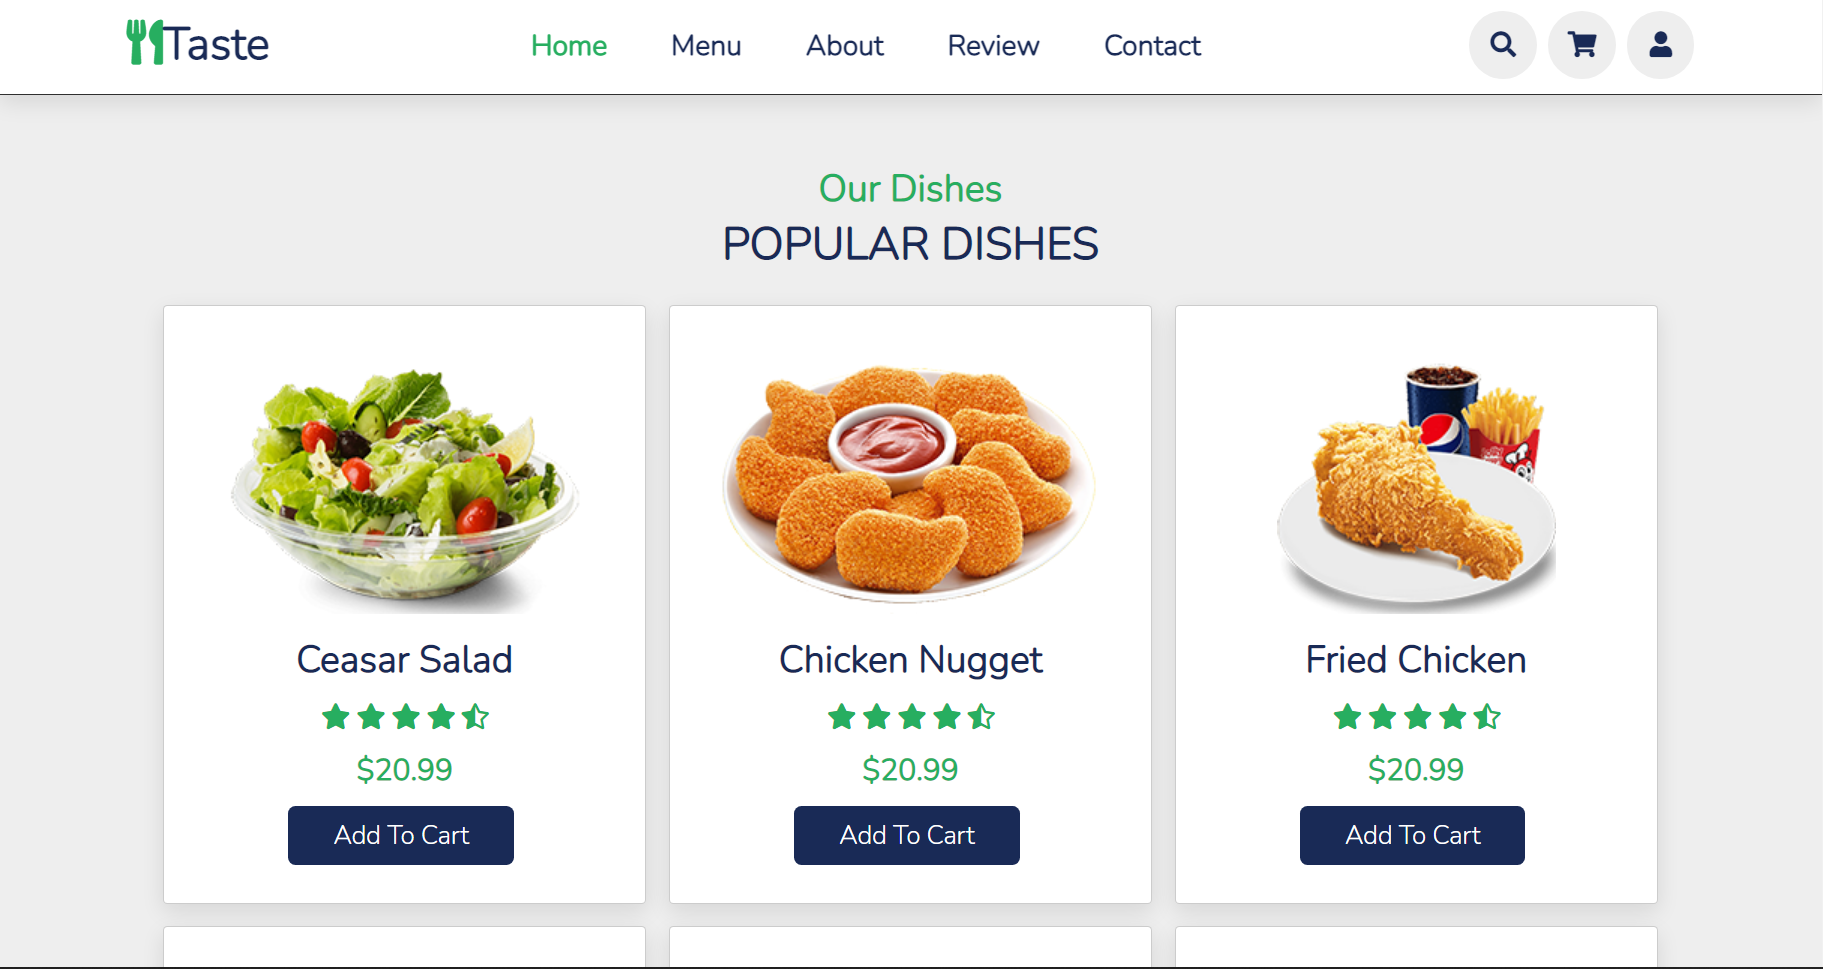 Taste
Home Menu About Review Contact
Our Dishes
POPULAR DISHES
Ceasar Salad
$20.99
Add To Cart
Chicken Nugget
$20.99
Add To Cart
Fried Chicken
$20.99
Add To Cart